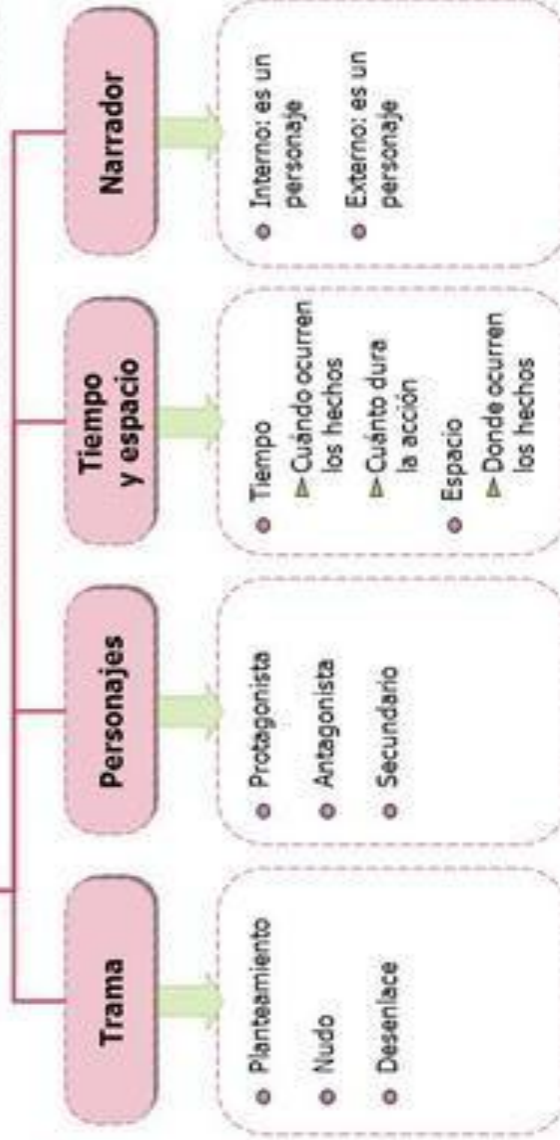 Trama
Planteamiento
Nudo
Desenlace
Personajes
Protagonista
Antagonista
Secundario
Tiempo
y espacio
Tiempo
Cuándo ocurren
los hechos
Cuánto dura
la acción
Espacio
Donde ocurren
los hechos
Narrador
Interno: es un
personaje
Externo: es un
personaje